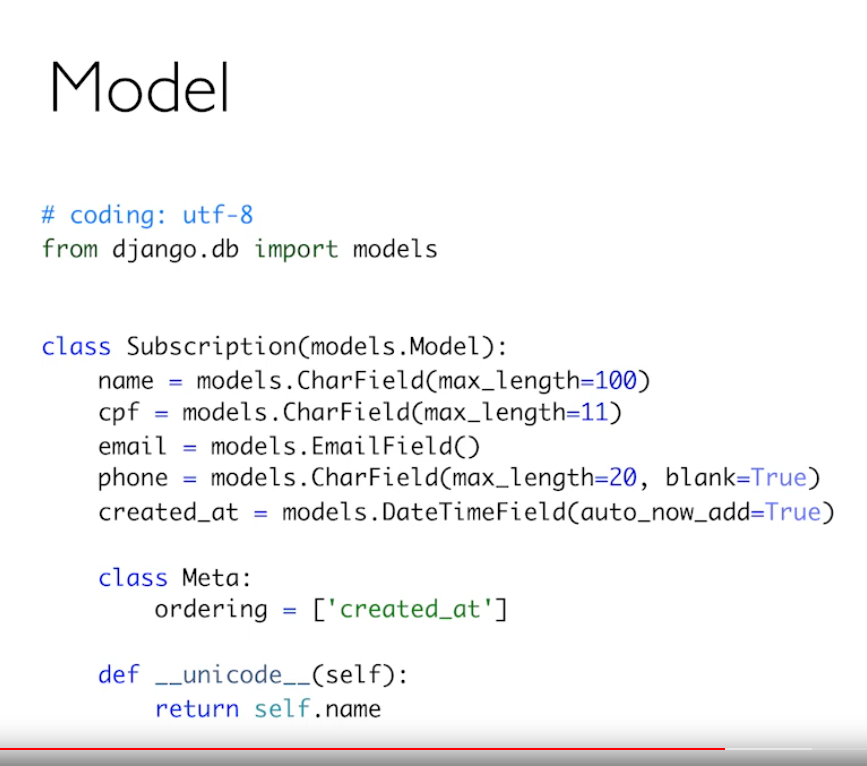 Model
# coding: utf-8
from django.db import models
class Subscription(models.Model):
    name = models.CharField(max_length=100)
    cpf = models.CharField(max_length=11)
    email = models.EmailField()
    phone = models.CharField(max_length=20, blank=True)
    created_at = models.DateTimeField(auto_now_add=True)
    class Meta:
        ordering = ['created_at']
    def __unicode__(self):
        return self.name